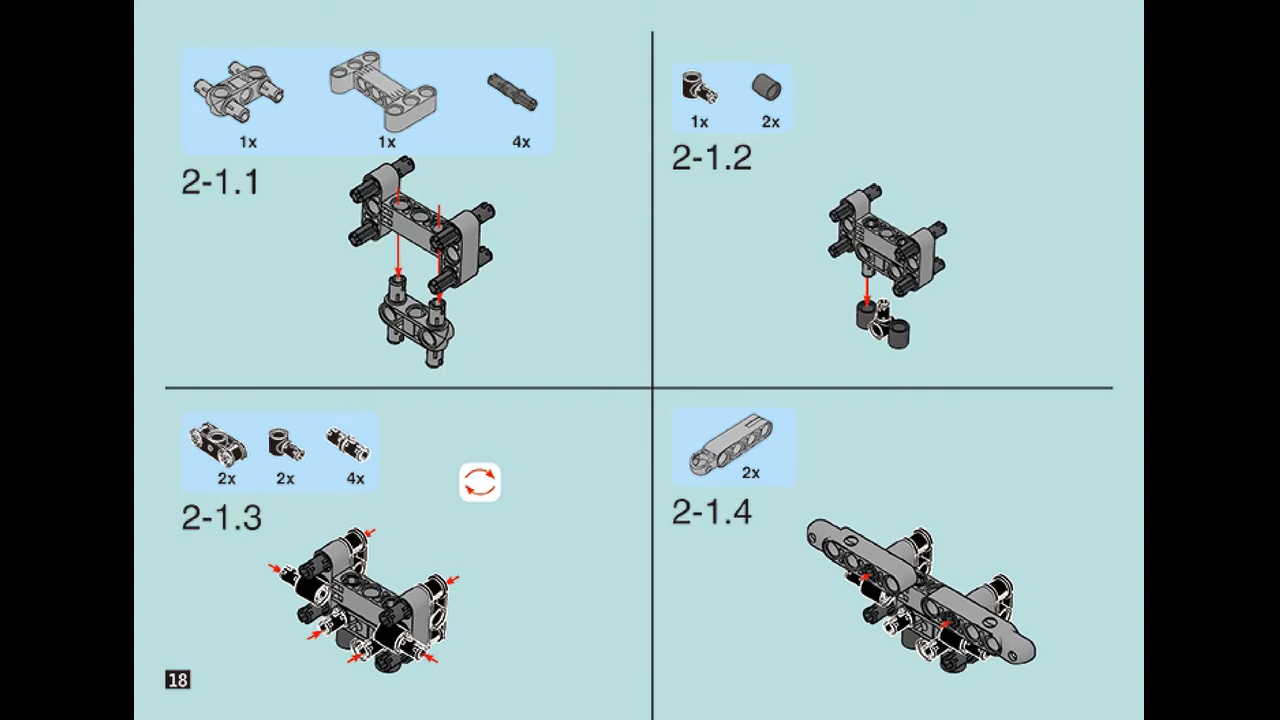 1x 1x 4x
2-1.1
1x 2x
2-1.2
2x 2x 4x
2-1.3
2x
2-1.4
18